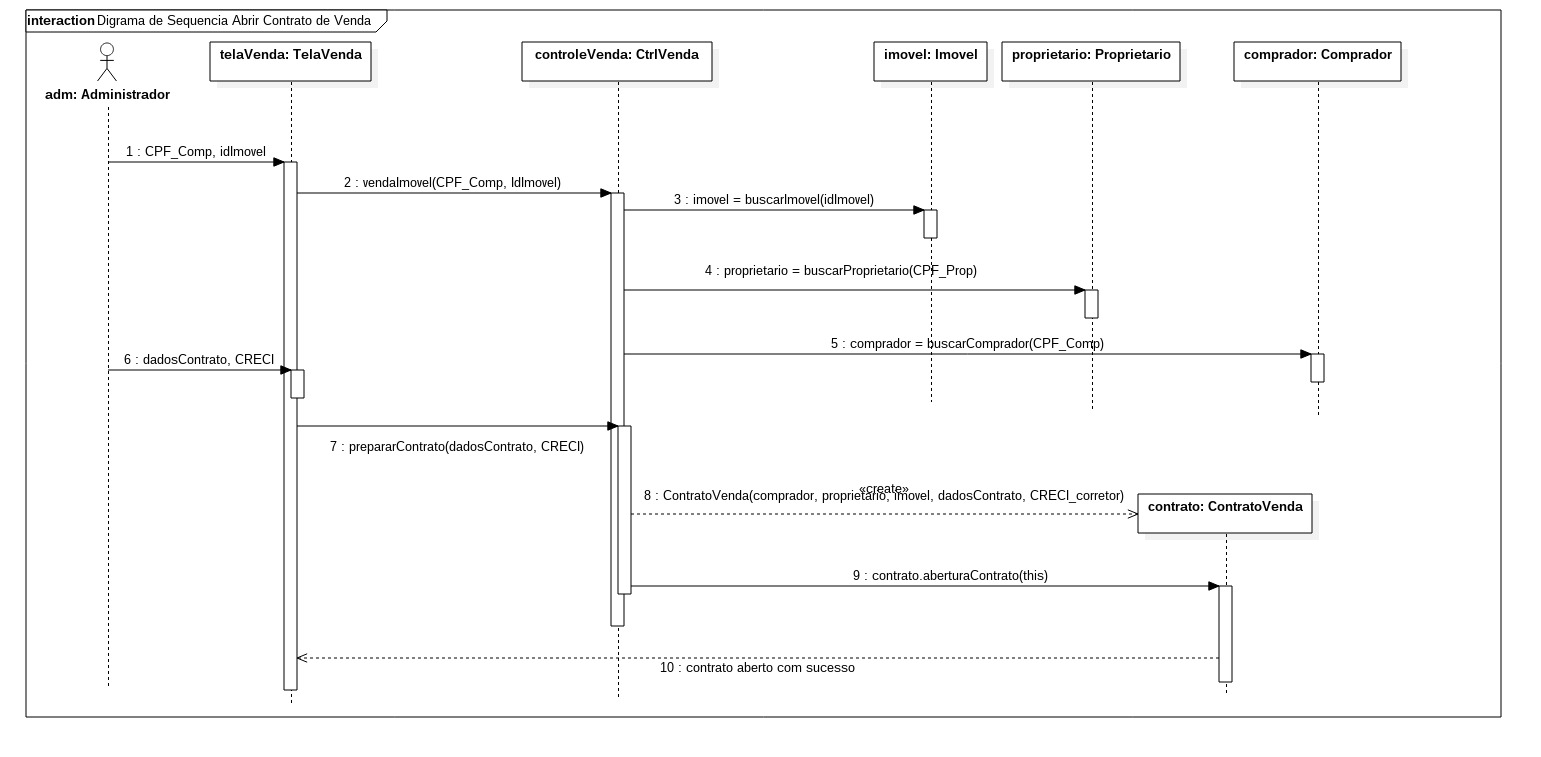 interaction Digrama de Sequencia Abrir Contrato de Venda
telaVenda: TelaVenda
controleVenda: CtrlVenda
imovel: Imovel
proprietario: Proprietario
comprador: Comprador
adm: Administrador
1 : CPF_Comp, idImovel
2 : vendaImovel(CPF_Comp, IdImovel)
3 : imovel = buscarImovel(idImovel)
4 : proprietario = buscarProprietario(CPF_Prop)
5 : comprador = buscarComprador(CPF_Comp)
6 : dadosContrato, CRECI
7 : prepararContrato(dadosContrato, CRECI)
«create»
8 : ContratoVenda(comprador, proprietario, imovel, dadosContrato, CRECI_corretor)
contrato: ContratoVenda
9 : contrato.aberturaContrato(this)
10 : contrato aberto com sucesso